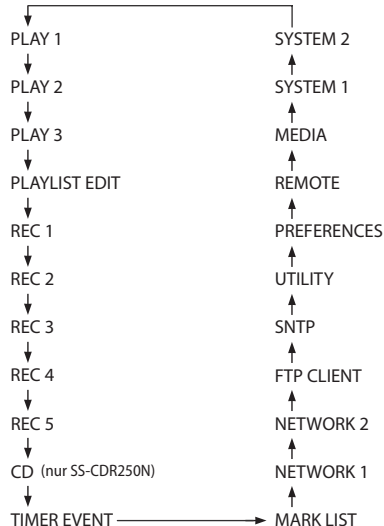 PLAY 1
PLAY 2
PLAY 3
PLAYLIST EDIT
REC 1
REC 2
REC 3
REC 4
REC 5
CD (nur SS-CDR250N)
TIMER EVENT
MARK LIST
NETWORK 1
NETWORK 2
FTP CLIENT
SNTP
UTILITY
PREFERENCES
REMOTE
MEDIA
SYSTEM 1
SYSTEM 2